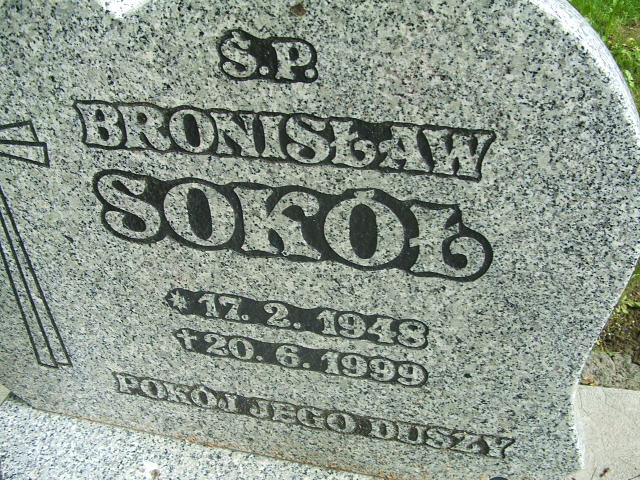 Ś.P.
BRONISŁAW
SOKÓŁ
* 17. 2. 1948
† 20. 6. 1999
POKÓJ JEGO DUSZY